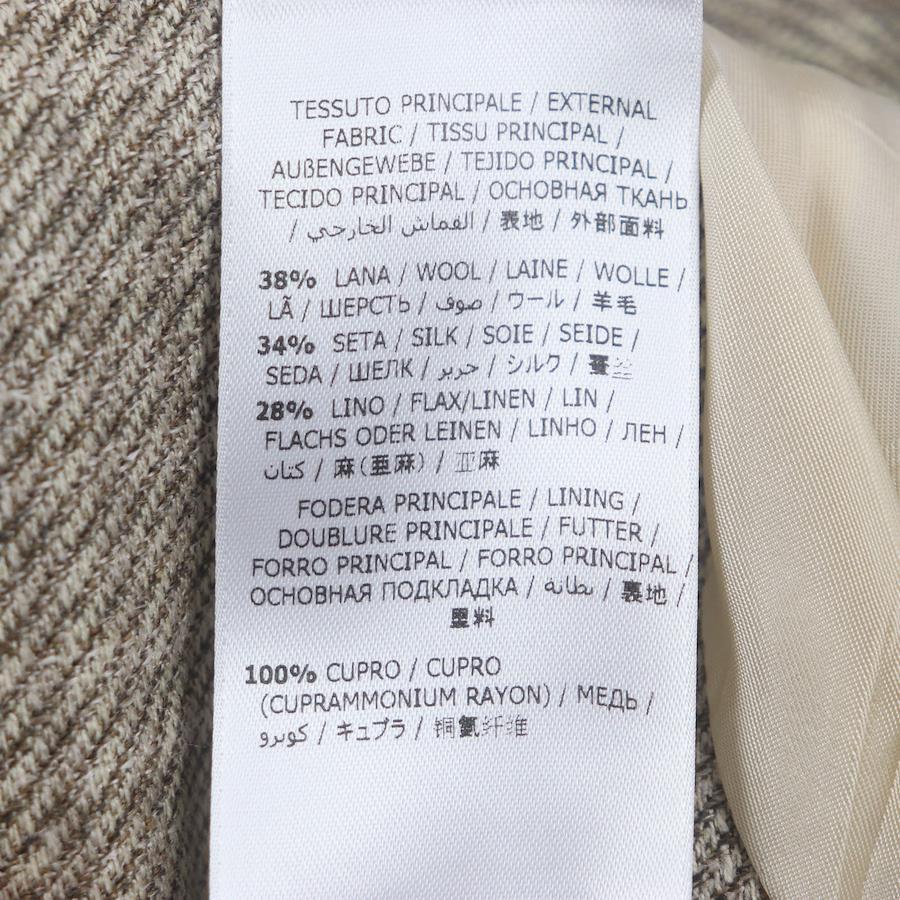 TESSUTO PRINCIPALE / EXTERNAL
FABRIC / TISSU PRINCIPAL /
AUßENGEWEBE / TEJIDO PRINCIPAL /
TECIDO PRINCIPAL / ОСНОВНАЯ ТКАНЬ
/ القماش الخارجي / 表地 / 外部面料
38% LANA / WOOL / LAINE / WOLLE /
LÃ / ШЕРСТЬ / صوف / ウール / 羊毛
34% SETA / SILK / SOIE / SEIDE /
SEDA / ШЕЛК / حرير / シルク /
28% LINO / FLAX/LINEN / LIN /
FLACHS ODER LEINEN / LINHO / ЛЕН /
كتان / 麻(亜麻) / 亚麻
FODERA PRINCIPALE / LINING /
DOUBLURE PRINCIPALE / FUTTER /
FORRO PRINCIPAL / FORRO PRINCIPAL /
ОСНОВНАЯ ПОДКЛАДКА / بطانة / 裏地 /
里料
100% CUPRO / CUPRO
(CUPRAMMONIUM RAYON) / МЕДЬ /
كوبرو / キュプラ / 铜氨纤维